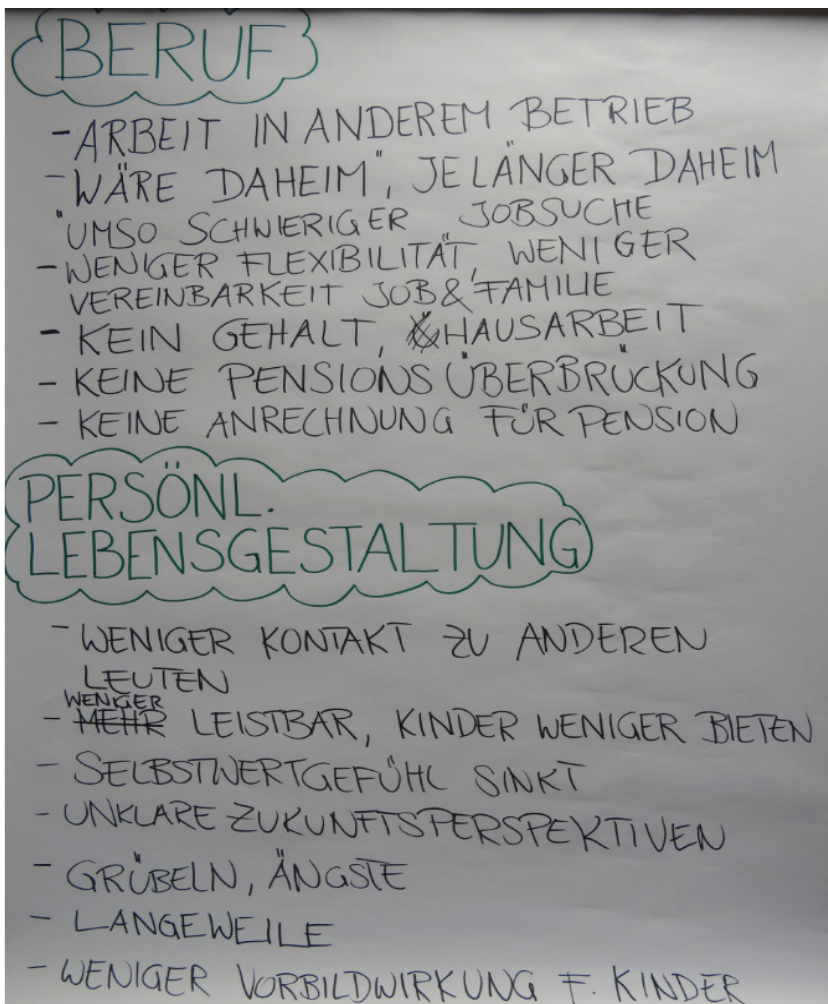 BERUF
- ARBEIT IN ANDEREM BETRIEB
- "WÄRE DAHEIM", JE LÄNGER DAHEIM
UMSO SCHWIERIGER JOBSUCHE
- WENIGER FLEXIBILITÄT, WENIGER
VEREINBARKEIT JOB & FAMILIE
- KEIN GEHALT, HAUSARBEIT
- KEINE PENSIONSÜBERBRÜCKUNG
- KEINE ANRECHNUNG FÜR PENSION
PERSÖNL.
LEBENSGESTALTUNG
- WENIGER KONTAKT ZU ANDEREN
LEUTEN
WENIGER
- MEHR LEISTBAR, KINDER WENIGER BIETEN
- SELBSTWERTGEFÜHL SINKT
- UNKLARE ZUKUNFTSPERSPEKTIVEN
- GRÜBELN, ÄNGSTE
- LANGEWEILE
- WENIGER VORBILDWIRKUNG F. KINDER